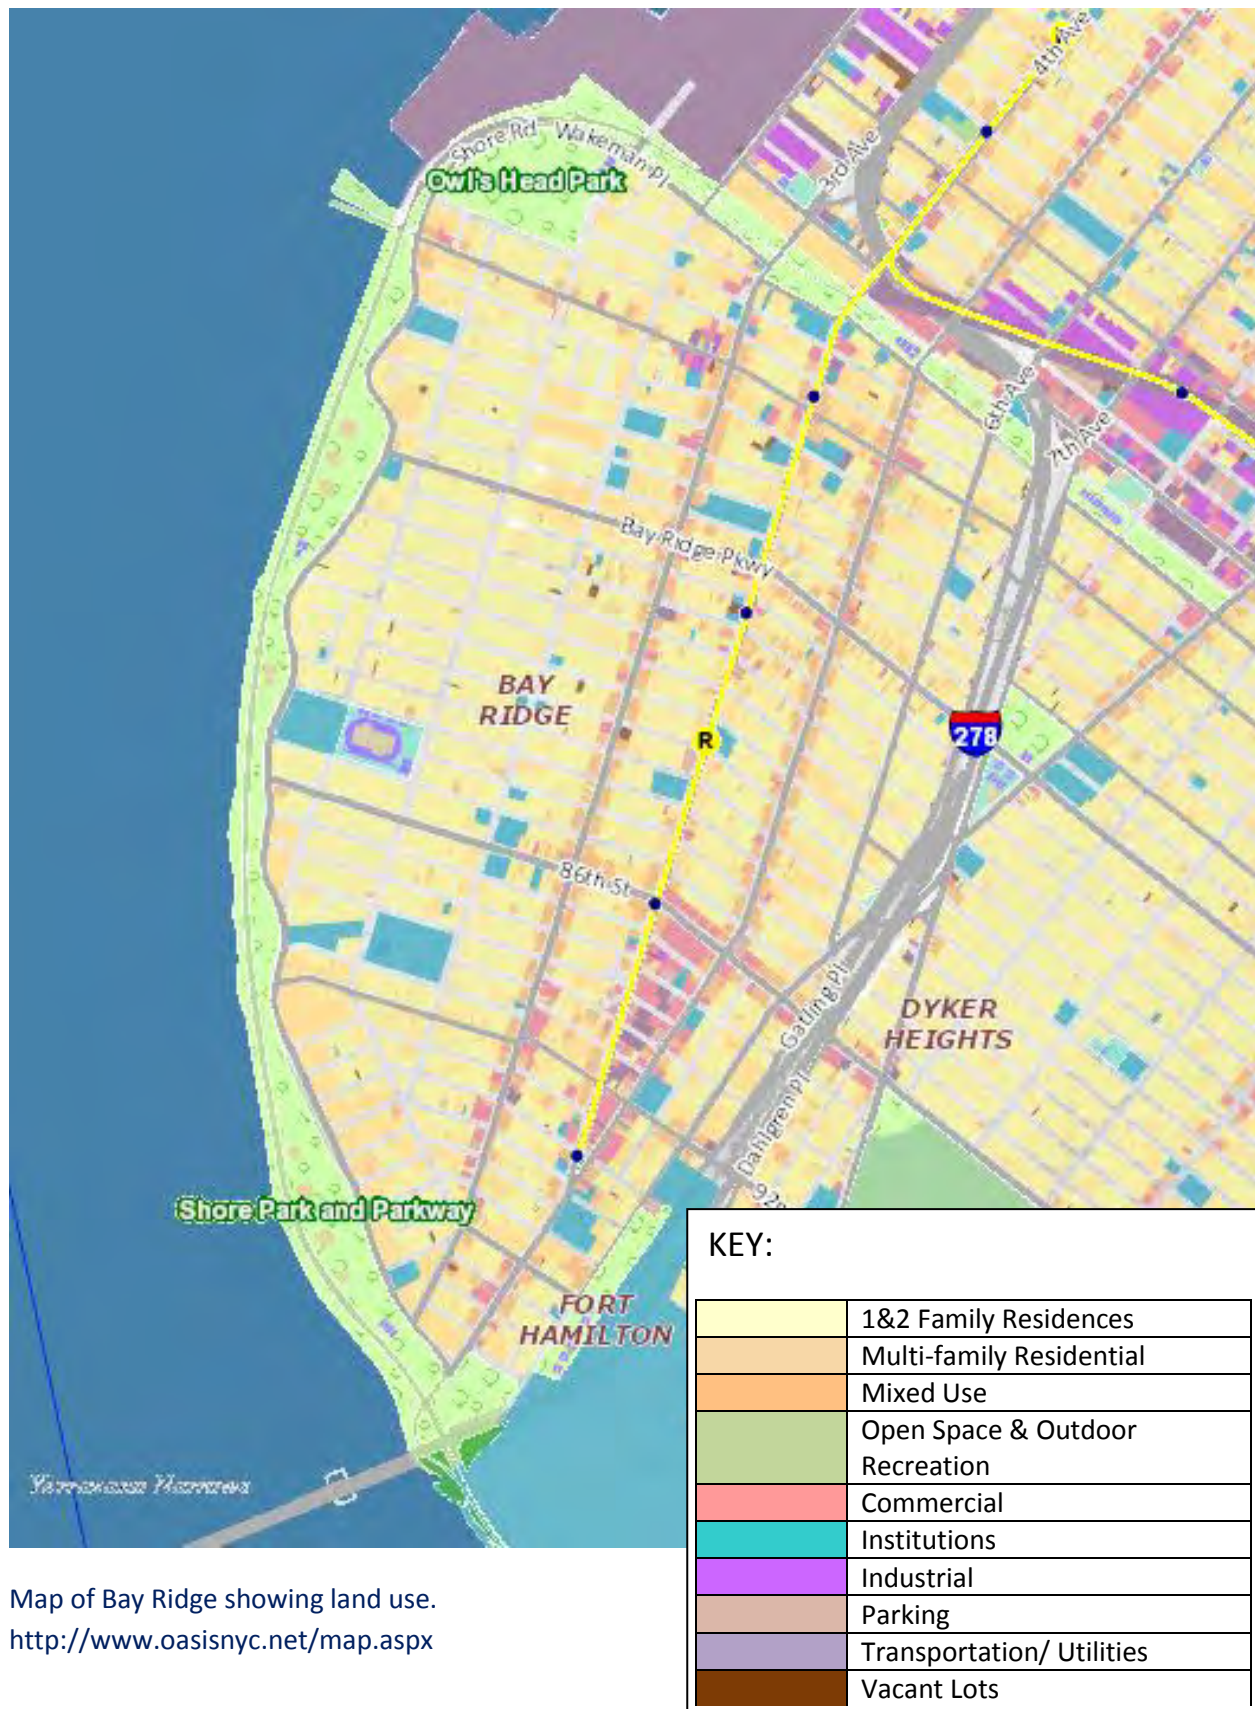 4th Ave
Shore Rd
Wakeman Pl
3rd Ave
Owl's Head Park
6th Ave
7th Ave
Bay Ridge Pkwy
BAY
RIDGE
R
278
86th St
Gatling Pl
DYKER
HEIGHTS
Dahlgren Pl
Shore Park and Parkway
FORT
HAMILTON
KEY:
1&2 Family Residences
Multi-family Residential
Mixed Use
Open Space & Outdoor
Recreation
Commercial
Institutions
Industrial
Parking
Transportation/ Utilities
Vacant Lots
Map of Bay Ridge showing land use.
http://www.oasisnyc.net/map.aspx